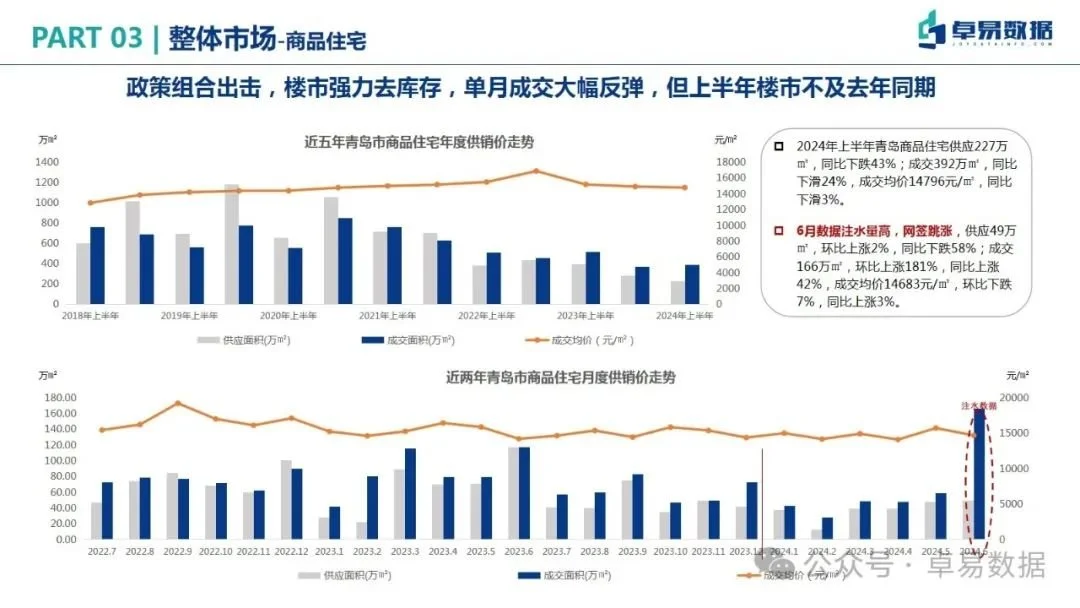 PART 03 | 整体市场-商品住宅
卓易数据
JOYDATAINFO.COM
政策组合出击，楼市强力去库存，单月成交大幅反弹，但上半年楼市不及去年同期
近五年青岛市商品住宅年度供销价走势
万㎡
元/㎡
1400
1200
1000
800
600
400
200
0
18000
16000
14000
12000
10000
8000
6000
4000
2000
0
2018年上半年 2019年上半年 2020年上半年 2021年上半年 2022年上半年 2023年上半年 2024年上半年
供应面积(万㎡) 成交面积(万㎡) 成交均价（元/㎡）
2024年上半年青岛商品住宅供应227万
㎡，同比下跌43%；成交392万㎡，同比
下滑24%，成交均价14796元/㎡，同比
下滑3%。
6月数据注水量高，网签跳涨，供应49万
㎡，环比上涨2%，同比下跌58%；成交
166万㎡，环比上涨181%，同比上涨
42%，成交均价14683元/㎡，环比下跌
7%，同比上涨3%。
近两年青岛市商品住宅月度供销价走势
万㎡
元/㎡
180.00
160.00
140.00
120.00
100.00
80.00
60.00
40.00
20.00
0.00
20000
15000
10000
5000
0
注水数据
2022.7 2022.8 2022.9 2022.10 2022.11 2022.12 2023.1 2023.2 2023.3 2023.4 2023.5 2023.6 2023.7 2023.8 2023.9 2023.10 2023.11 2023.12 2024.1 2024.2 2024.3 2024.4 2024.5 2024.6
供应面积(万㎡) 成交面积(万㎡) 成交均价（元/㎡）
公众号 · 卓易数据